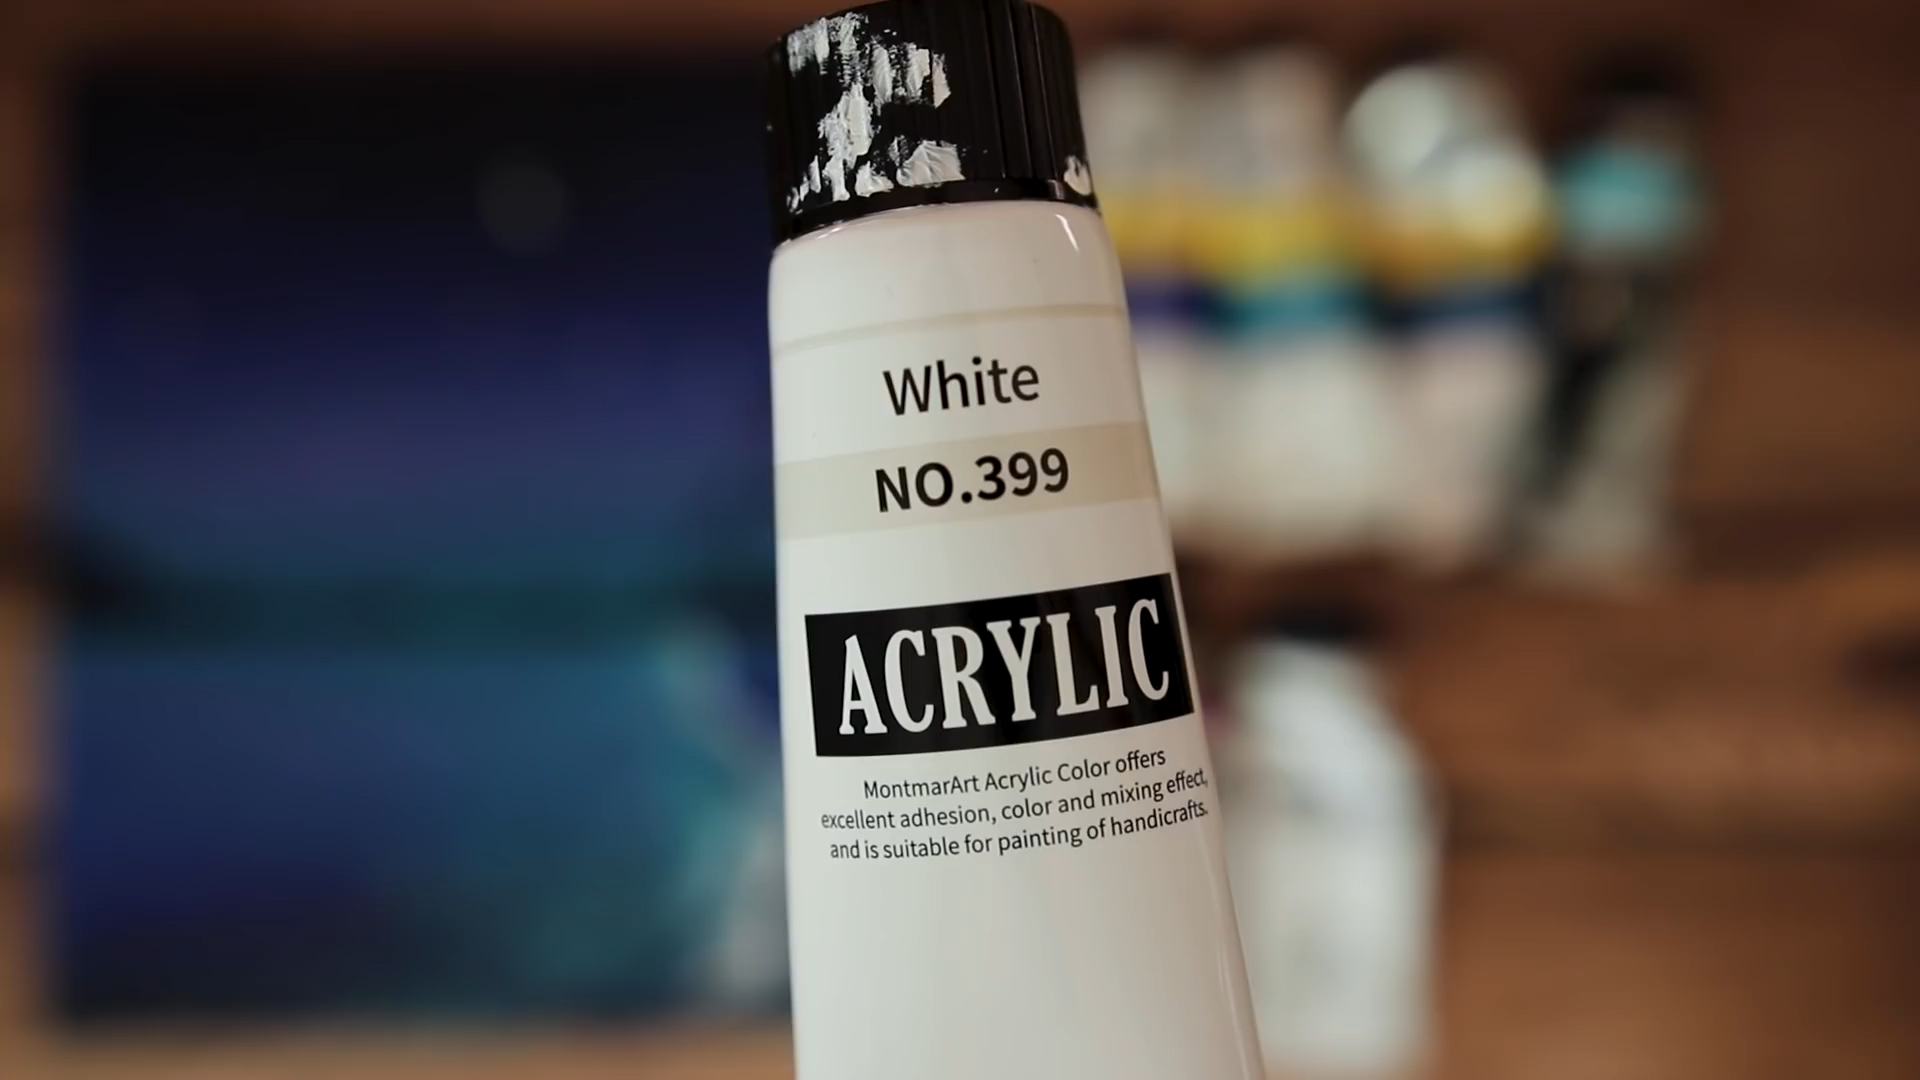 White
NO.399
ACRYLIC
MontmarArt Acrylic Color offers
excellent adhesion, color and mixing effect,
and is suitable for painting of handicrafts.